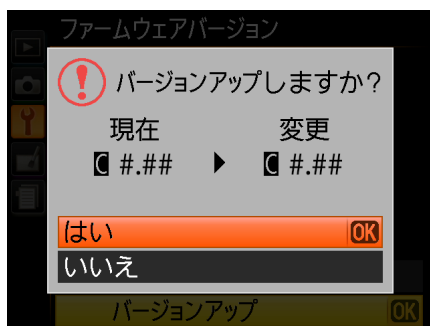 ファームウェアバージョン
バージョンアップしますか?
現在 変更
C #.## ▶ C #.##
はい OK
いいえ
バージョンアップ OK